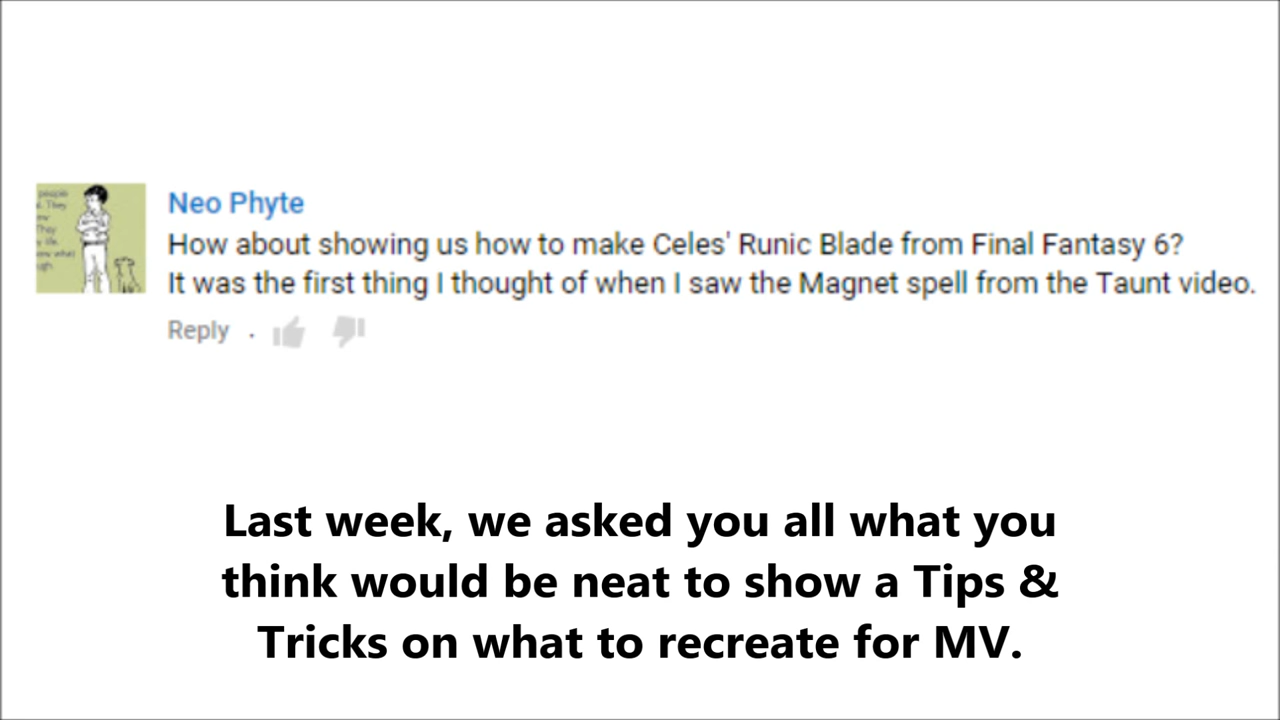 people
They
Neo Phyte
How about showing us how to make Celes' Runic Blade from Final Fantasy 6?
It was the first thing I thought of when I saw the Magnet spell from the Taunt video.
Reply .
Last week, we asked you all what you
think would be neat to show a Tips &
Tricks on what to recreate for MV.